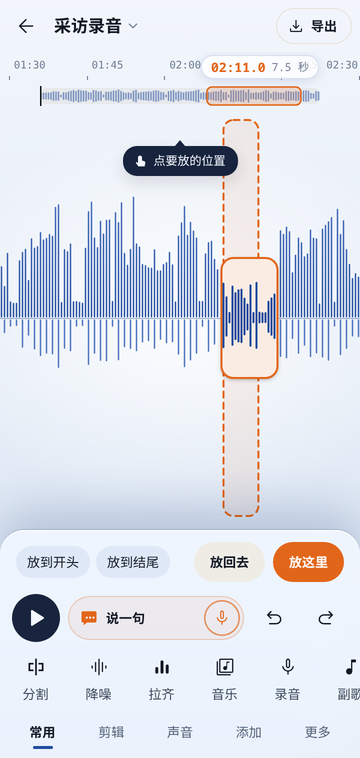 采访录音
导出
01:30 01:45 02:00 02:30
02:11.0 7.5 秒
点要放的位置
放到开头 放到结尾 放回去 放这里
说一句
分割 降噪 拉齐 音乐 录音 副歌
常用 剪辑 声音 添加 更多